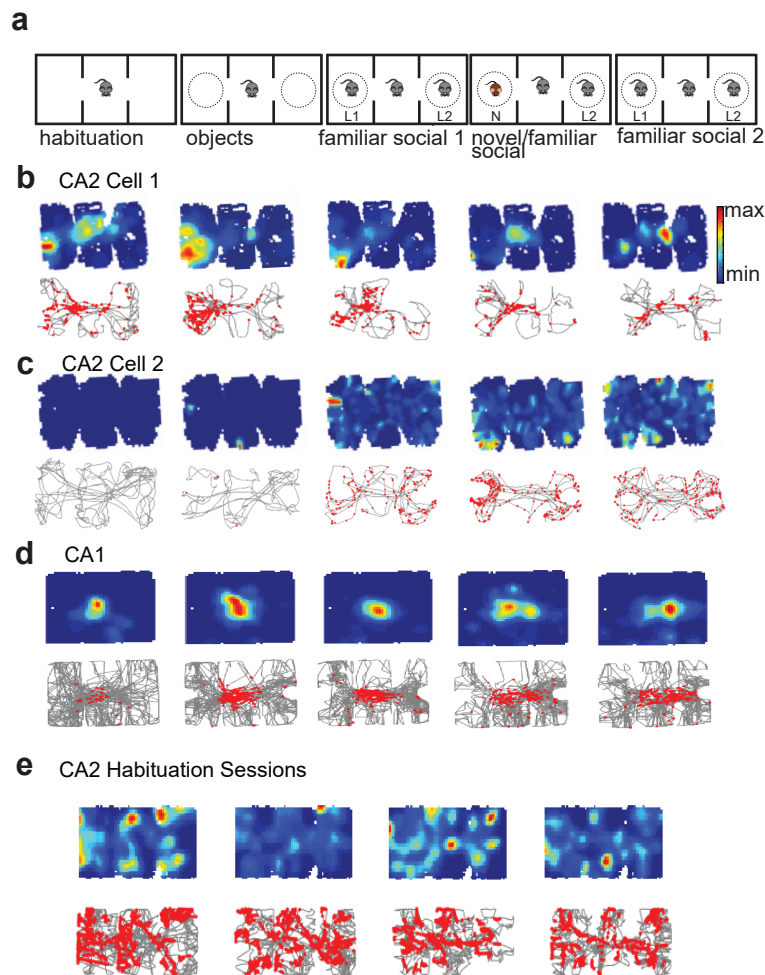 a
L1
L2
N
L2
L1
L2
habituation
objects
familiar social 1
novel/familiar
social
familiar social 2
b
CA2 Cell 1
max
min
c
CA2 Cell 2
d
CA1
e
CA2 Habituation Sessions